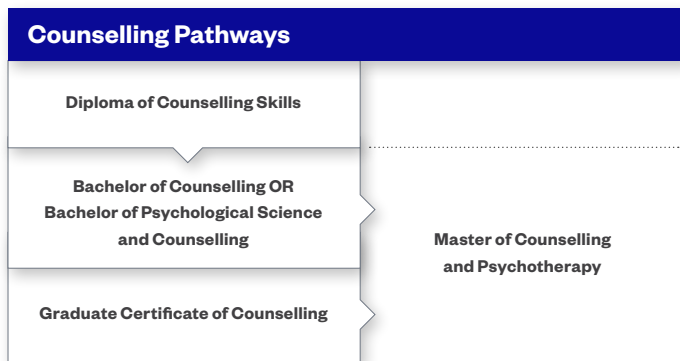 Counselling Pathways
Diploma of Counselling Skills
Bachelor of Counselling OR
Bachelor of Psychological Science
and Counselling
Master of Counselling
and Psychotherapy
Graduate Certificate of Counselling